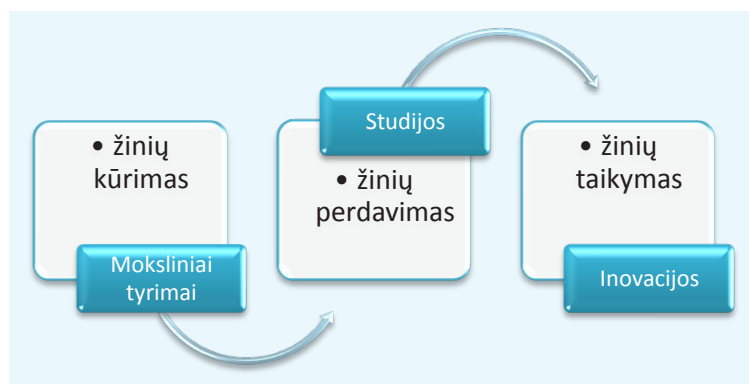 • žinių
kūrimas
Moksliniai
tyrimai
Studijos
• žinių
perdavimas
• žinių
taikymas
Inovacijos